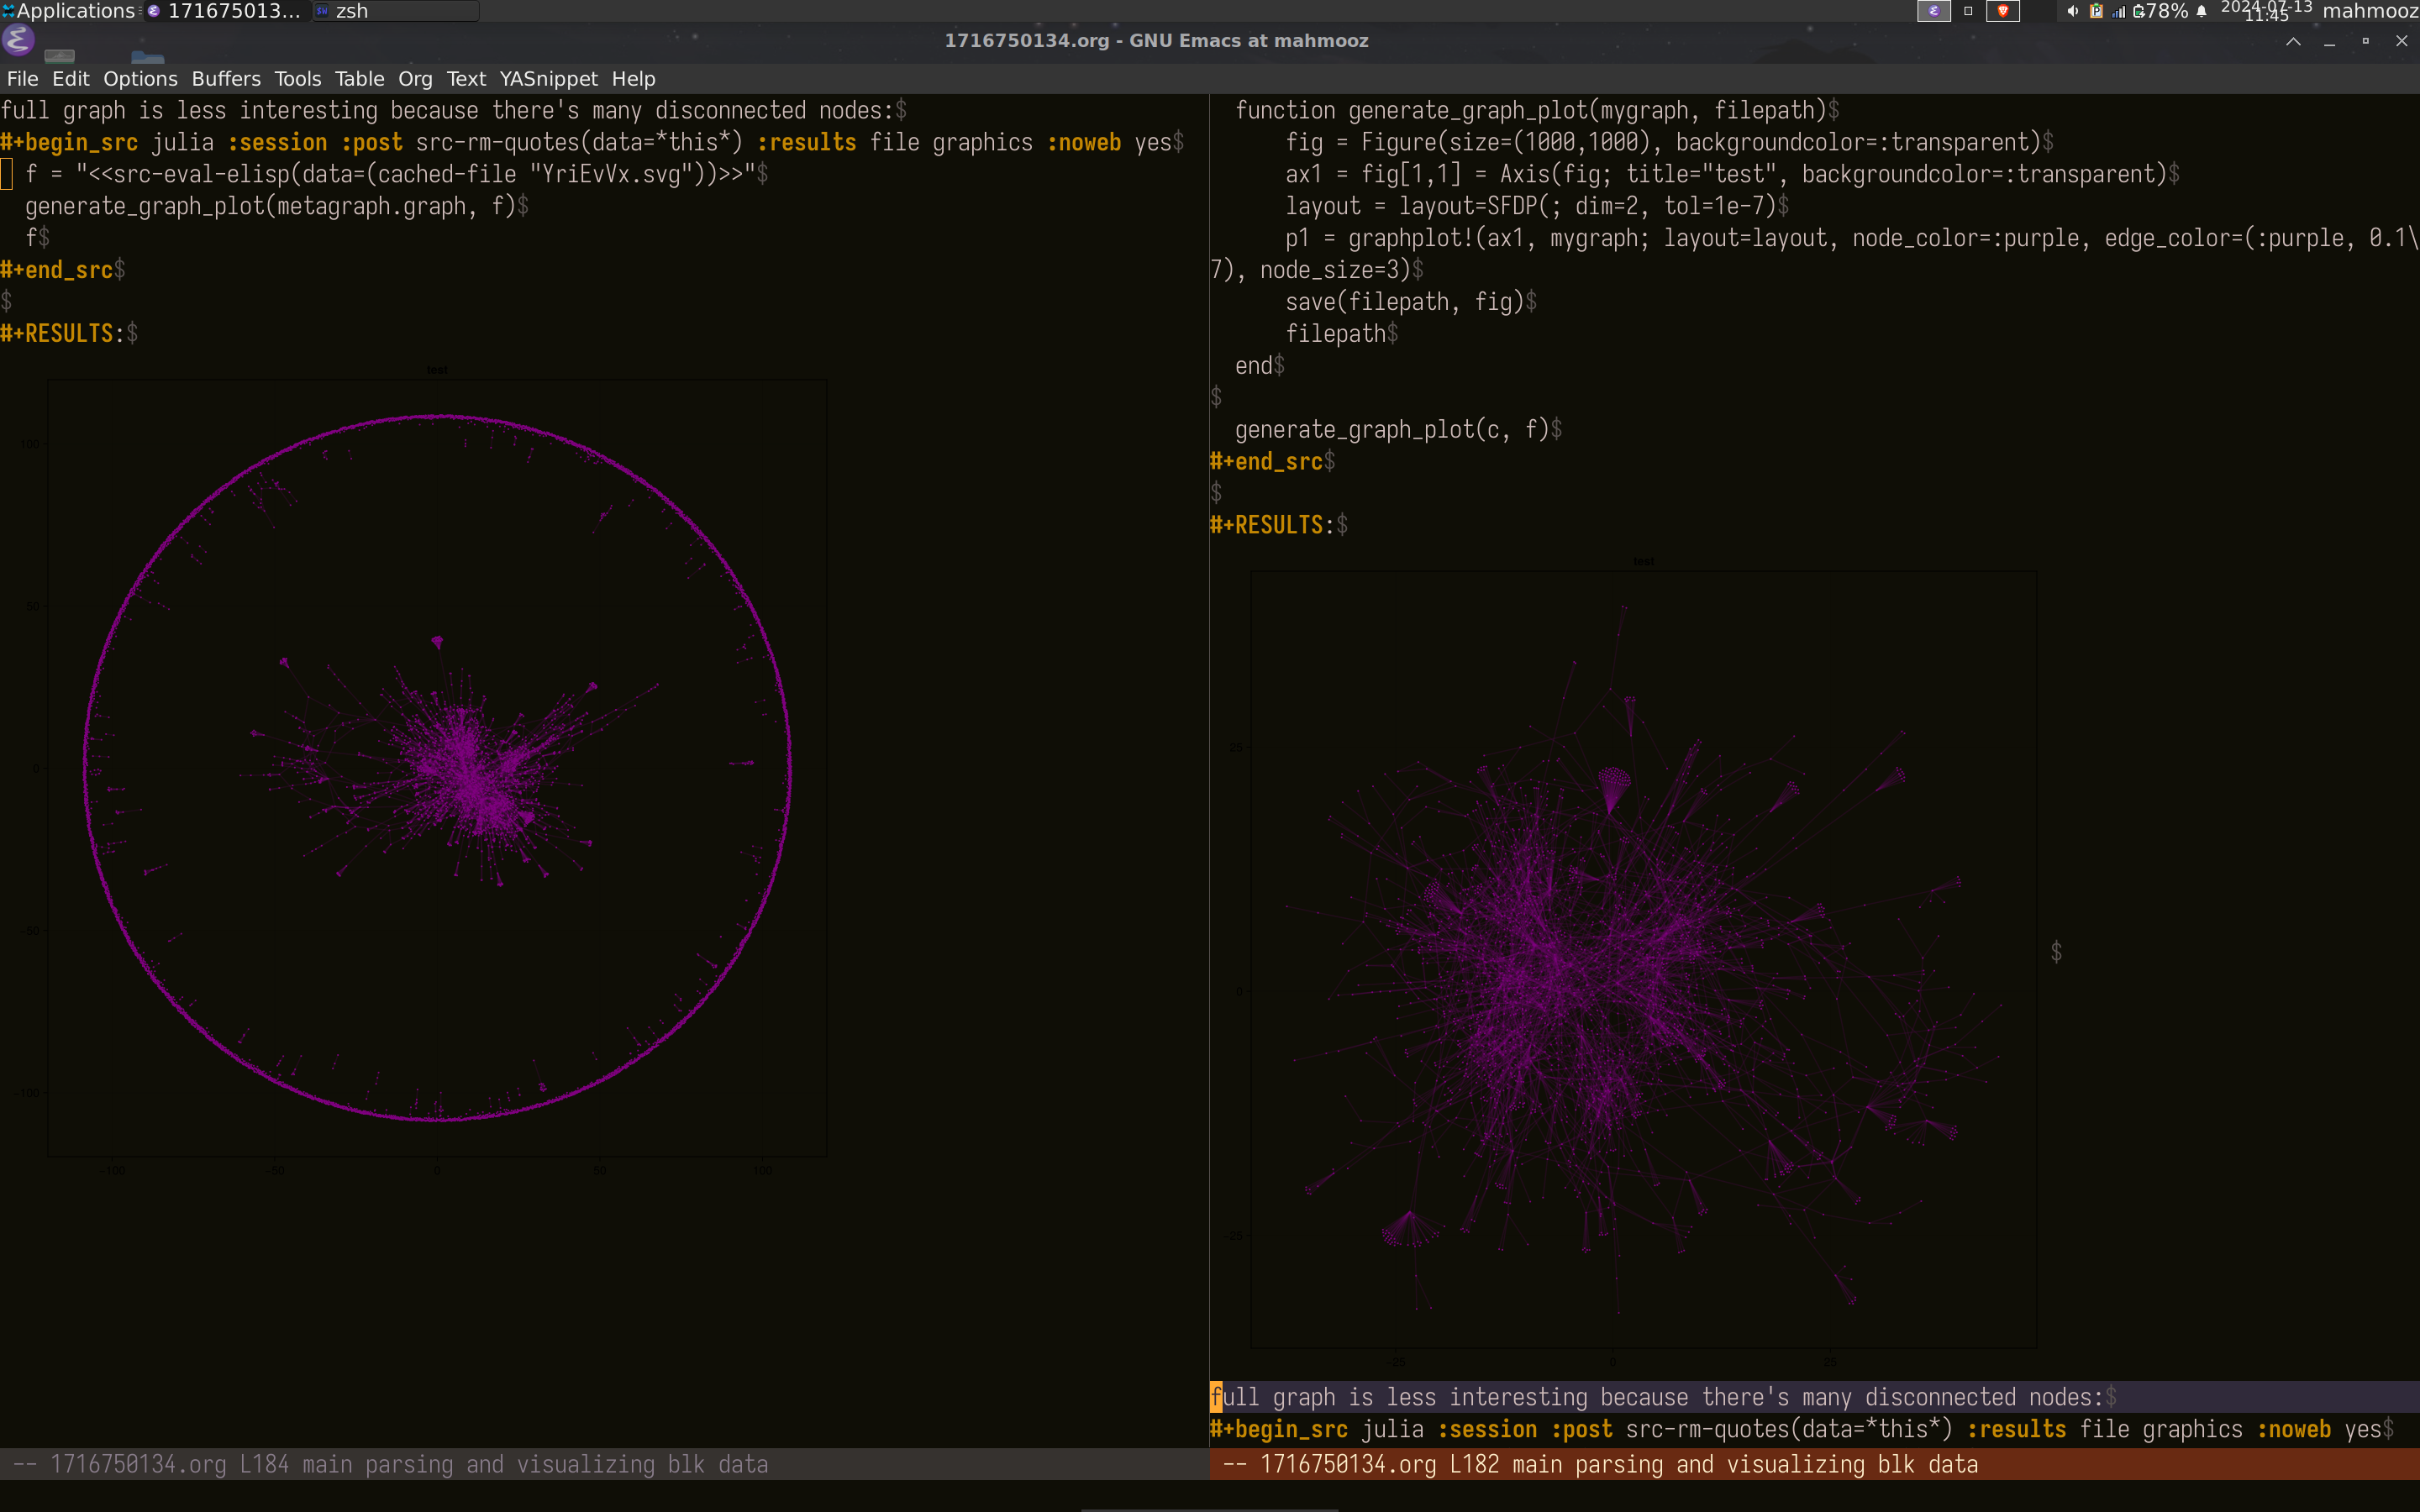 Applications
171675013...
zsh
78%
2024-07-13
11:45
mahmooz
1716750134.org - GNU Emacs at mahmooz
File Edit Options Buffers Tools Table Org Text YASnippet Help
full graph is less interesting because there's many disconnected nodes:$
#+begin_src julia :session :post src-rm-quotes(data=*this*) :results file graphics :noweb yes$
f = "<<src-eval-elisp(data=(cached-file "YriEvVx.svg"))>>"$
generate_graph_plot(metagraph.graph, f)$
f$
#+end_src$
$
#+RESULTS:$
test
100
50
0
-50
-100
-100 -50 0 50 100
-- 1716750134.org L184 main parsing and visualizing blk data
function generate_graph_plot(mygraph, filepath)$
fig = Figure(size=(1000,1000), backgroundcolor=:transparent)$
ax1 = fig[1,1] = Axis(fig; title="test", backgroundcolor=:transparent)$
layout = layout=SFDP(; dim=2, tol=1e-7)$
p1 = graphplot!(ax1, mygraph; layout=layout, node_color=:purple, edge_color=(:purple, 0.1\
7), node_size=3)$
save(filepath, fig)$
filepath$
end$
$
generate_graph_plot(c, f)$
#+end_src$
$
#+RESULTS:$
test
25
0
-25
-25 0 25
$
full graph is less interesting because there's many disconnected nodes:$
#+begin_src julia :session :post src-rm-quotes(data=*this*) :results file graphics :noweb yes$
-- 1716750134.org L182 main parsing and visualizing blk data